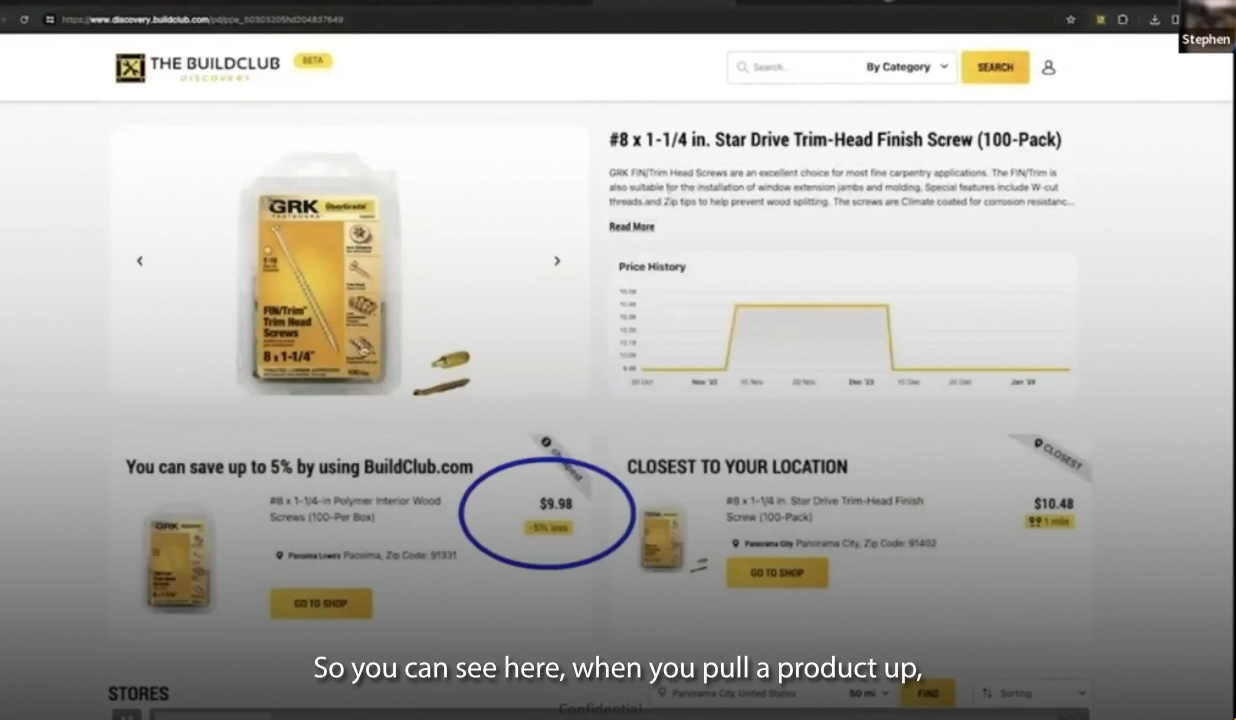 https://www.discovery.buildclub.com/pd/ppe_50303205hd204837649
Stephen
THE BUILDCLUB
DISCOVERY
BETA
Search..
By Category
SEARCH
#8 x 1-1/4 in. Star Drive Trim-Head Finish Screw (100-Pack)
GRK FIN/Trim Head Screws are an excellent choice for most fine carpentry applications. The FIN/Trim is
also suitable for the installation of window extension jambs and molding. Special features include W-cut
threads and Zip tips to help prevent wood splitting. The screws are Climate coated for corrosion resistanc...
Read More
GRK
FASTENERS
ÜberGrade
FIN/Trim
Trim Head
Screws
8 x 1-1/4"
Price History
20 Oct
Nov '23
10 Nov
20 Nov
Dec '23
10 Dec
20 Dec
Jan '24
You can save up to 5% by using BuildClub.com
cheapest
#8 x 1-1/4-in Polymer Interior Wood
Screws (100-Per Box)
$9.98
-5% less
Pacoima Lowes Pacoima, Zip Code: 91331
GO TO SHOP
CLOSEST TO YOUR LOCATION
CLOSEST
#8 x 1-1/4 in. Star Drive Trim-Head Finish
Screw (100-Pack)
$10.48
1 mile
Panorama City Panorama City, Zip Code: 91402
GO TO SHOP
So you can see here, when you pull a product up,
STORES
Panorama City, United States
50 mi
FIND
Sorting
Confidential